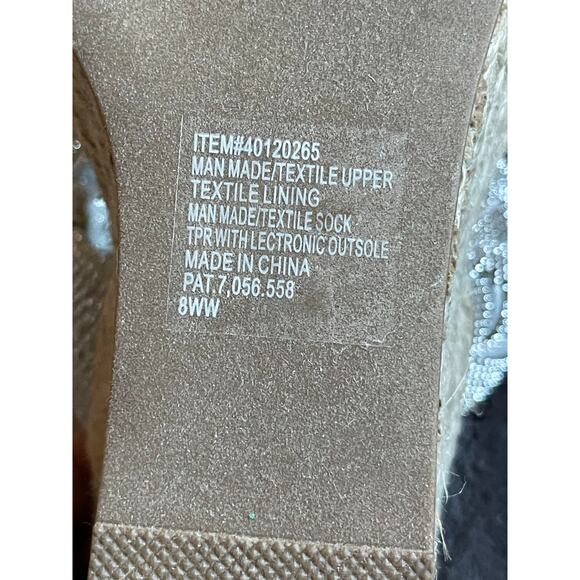 ITEM#40120265
MAN MADE/TEXTILE UPPER
TEXTILE LINING
MAN MADE/TEXTILE SOCK
TPR WITH LECTRONIC OUTSOLE
MADE IN CHINA
PAT.7,056.558
8WW